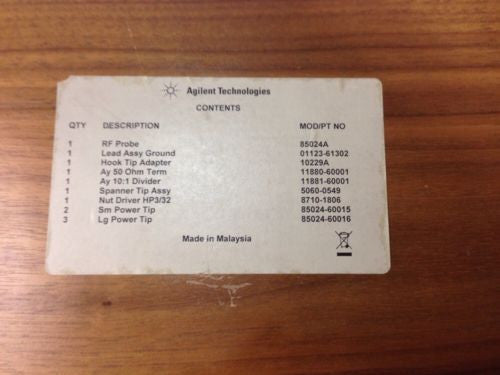 Agilent Technologies
CONTENTS
QTY DESCRIPTION MOD/PT NO
1 RF Probe 85024A
1 Lead Assy Ground 01123-61302
1 Hook Tip Adapter 10229A
1 Ay 50 Ohm Term 11880-60001
1 Ay 10:1 Divider 11881-60001
1 Spanner Tip Assy 5060-0549
1 Nut Driver HP3/32 8710-1806
2 Sm Power Tip 85024-60015
3 Lg Power Tip 85024-60016
Made in Malaysia